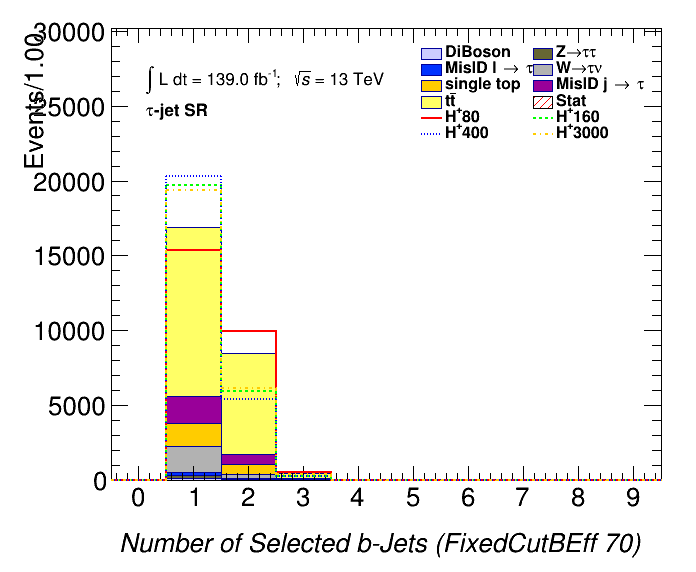 Events/1.00
30000
25000
20000
15000
10000
5000
0
∫ L dt = 139.0 fb⁻¹; √s = 13 TeV
τ-jet SR
DiBoson
Z→ττ
MisID l → τ
W→τν
single top
MisID j → τ
tt̄
Stat
H⁺80
H⁺160
H⁺400
H⁺3000
0 1 2 3 4 5 6 7 8 9
Number of Selected b-Jets (FixedCutBEff 70)